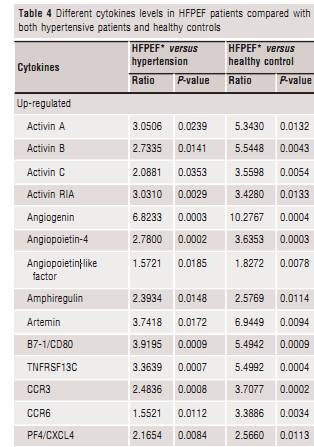 Table 4 Different cytokines levels in HFPEF patients compared with
both hypertensive patients and healthy controls
Cytokines HFPEF* versus hypertension HFPEF* versus healthy control
Ratio P-value Ratio P-value
Up-regulated
Activin A 3.0506 0.0239 5.3430 0.0132
Activin B 2.7335 0.0141 5.5448 0.0043
Activin C 2.0881 0.0353 3.5598 0.0054
Activin RIA 3.0310 0.0029 3.4280 0.0133
Angiogenin 6.8233 0.0003 10.2767 0.0004
Angiopoietin-4 2.7800 0.0002 3.6353 0.0003
Angiopoietin-like 1.5721 0.0185 1.8272 0.0078
factor
Amphiregulin 2.3934 0.0148 2.5769 0.0114
Artemin 3.7418 0.0172 6.9449 0.0094
B7-1/CD80 3.9195 0.0009 5.4942 0.0009
TNFRSF13C 3.3639 0.0007 5.4992 0.0004
CCR3 2.4836 0.0008 3.7077 0.0002
CCR6 1.5521 0.0112 3.3886 0.0034
PF4/CXCL4 2.1654 0.0084 2.5660 0.0113